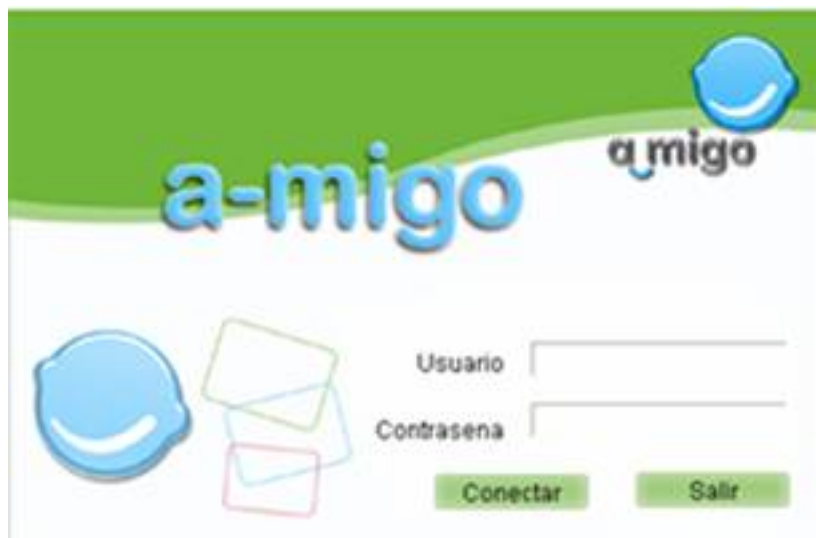 a-migo
a-migo
Usuario
Contrasena
Conectar
Salir